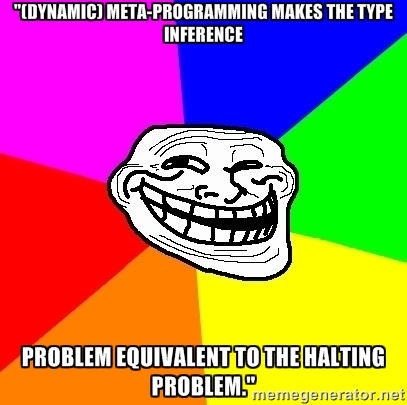 "(DYNAMIC) META-PROGRAMMING MAKES THE TYPE
INFERENCE
PROBLEM EQUIVALENT TO THE HALTING
PROBLEM."
memegenerator.net